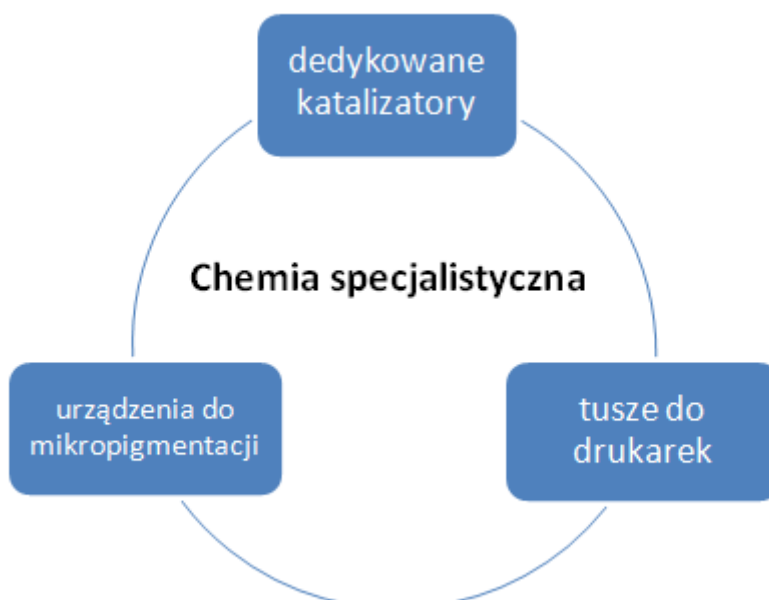 dedykowane
katalizatory
Chemia specjalistyczna
urządzenia do
mikropigmentacji
tusze do
drukarek